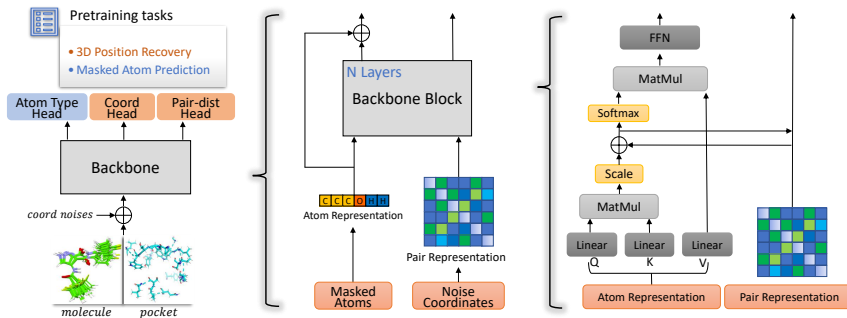 Pretraining tasks
• 3D Position Recovery
• Masked Atom Prediction
Atom Type
Head
Coord
Head
Pair-dist
Head
Backbone
coord noises
molecule
pocket
N Layers
Backbone Block
C C C O H H
Atom Representation
Pair Representation
Masked
Atoms
Noise
Coordinates
FFN
MatMul
Softmax
Scale
MatMul
Linear
Linear
Linear
Q
K
V
Atom Representation
Pair Representation